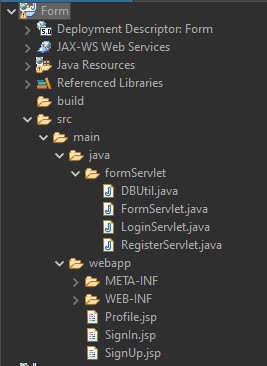 Form
Deployment Descriptor: Form
JAX-WS Web Services
Java Resources
Referenced Libraries
build
src
main
java
formServlet
DBUtil.java
FormServlet.java
LoginServlet.java
RegisterServlet.java
webapp
META-INF
WEB-INF
Profile.jsp
SignIn.jsp
SignUp.jsp